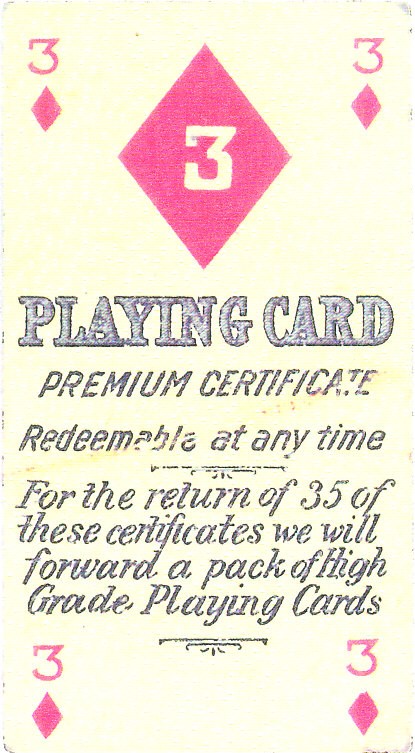 3 3
3
PLAYING CARD
PREMIUM CERTIFICATE
Redeemable at any time
For the return of 35 of
these certificates we will
forward a pack of High
Grade Playing Cards
3 3